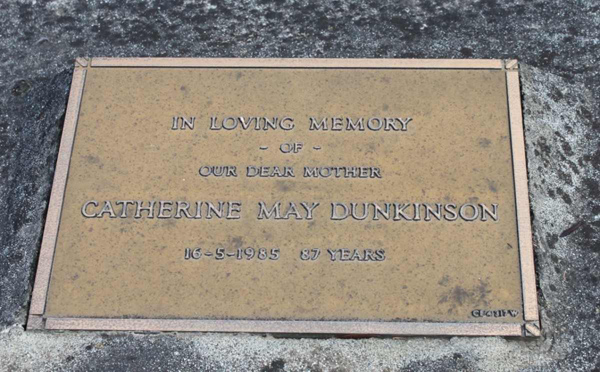 IN LOVING MEMORY
- OF -
OUR DEAR MOTHER
CATHERINE MAY DUNKINSON
16-5-1985 87 YEARS